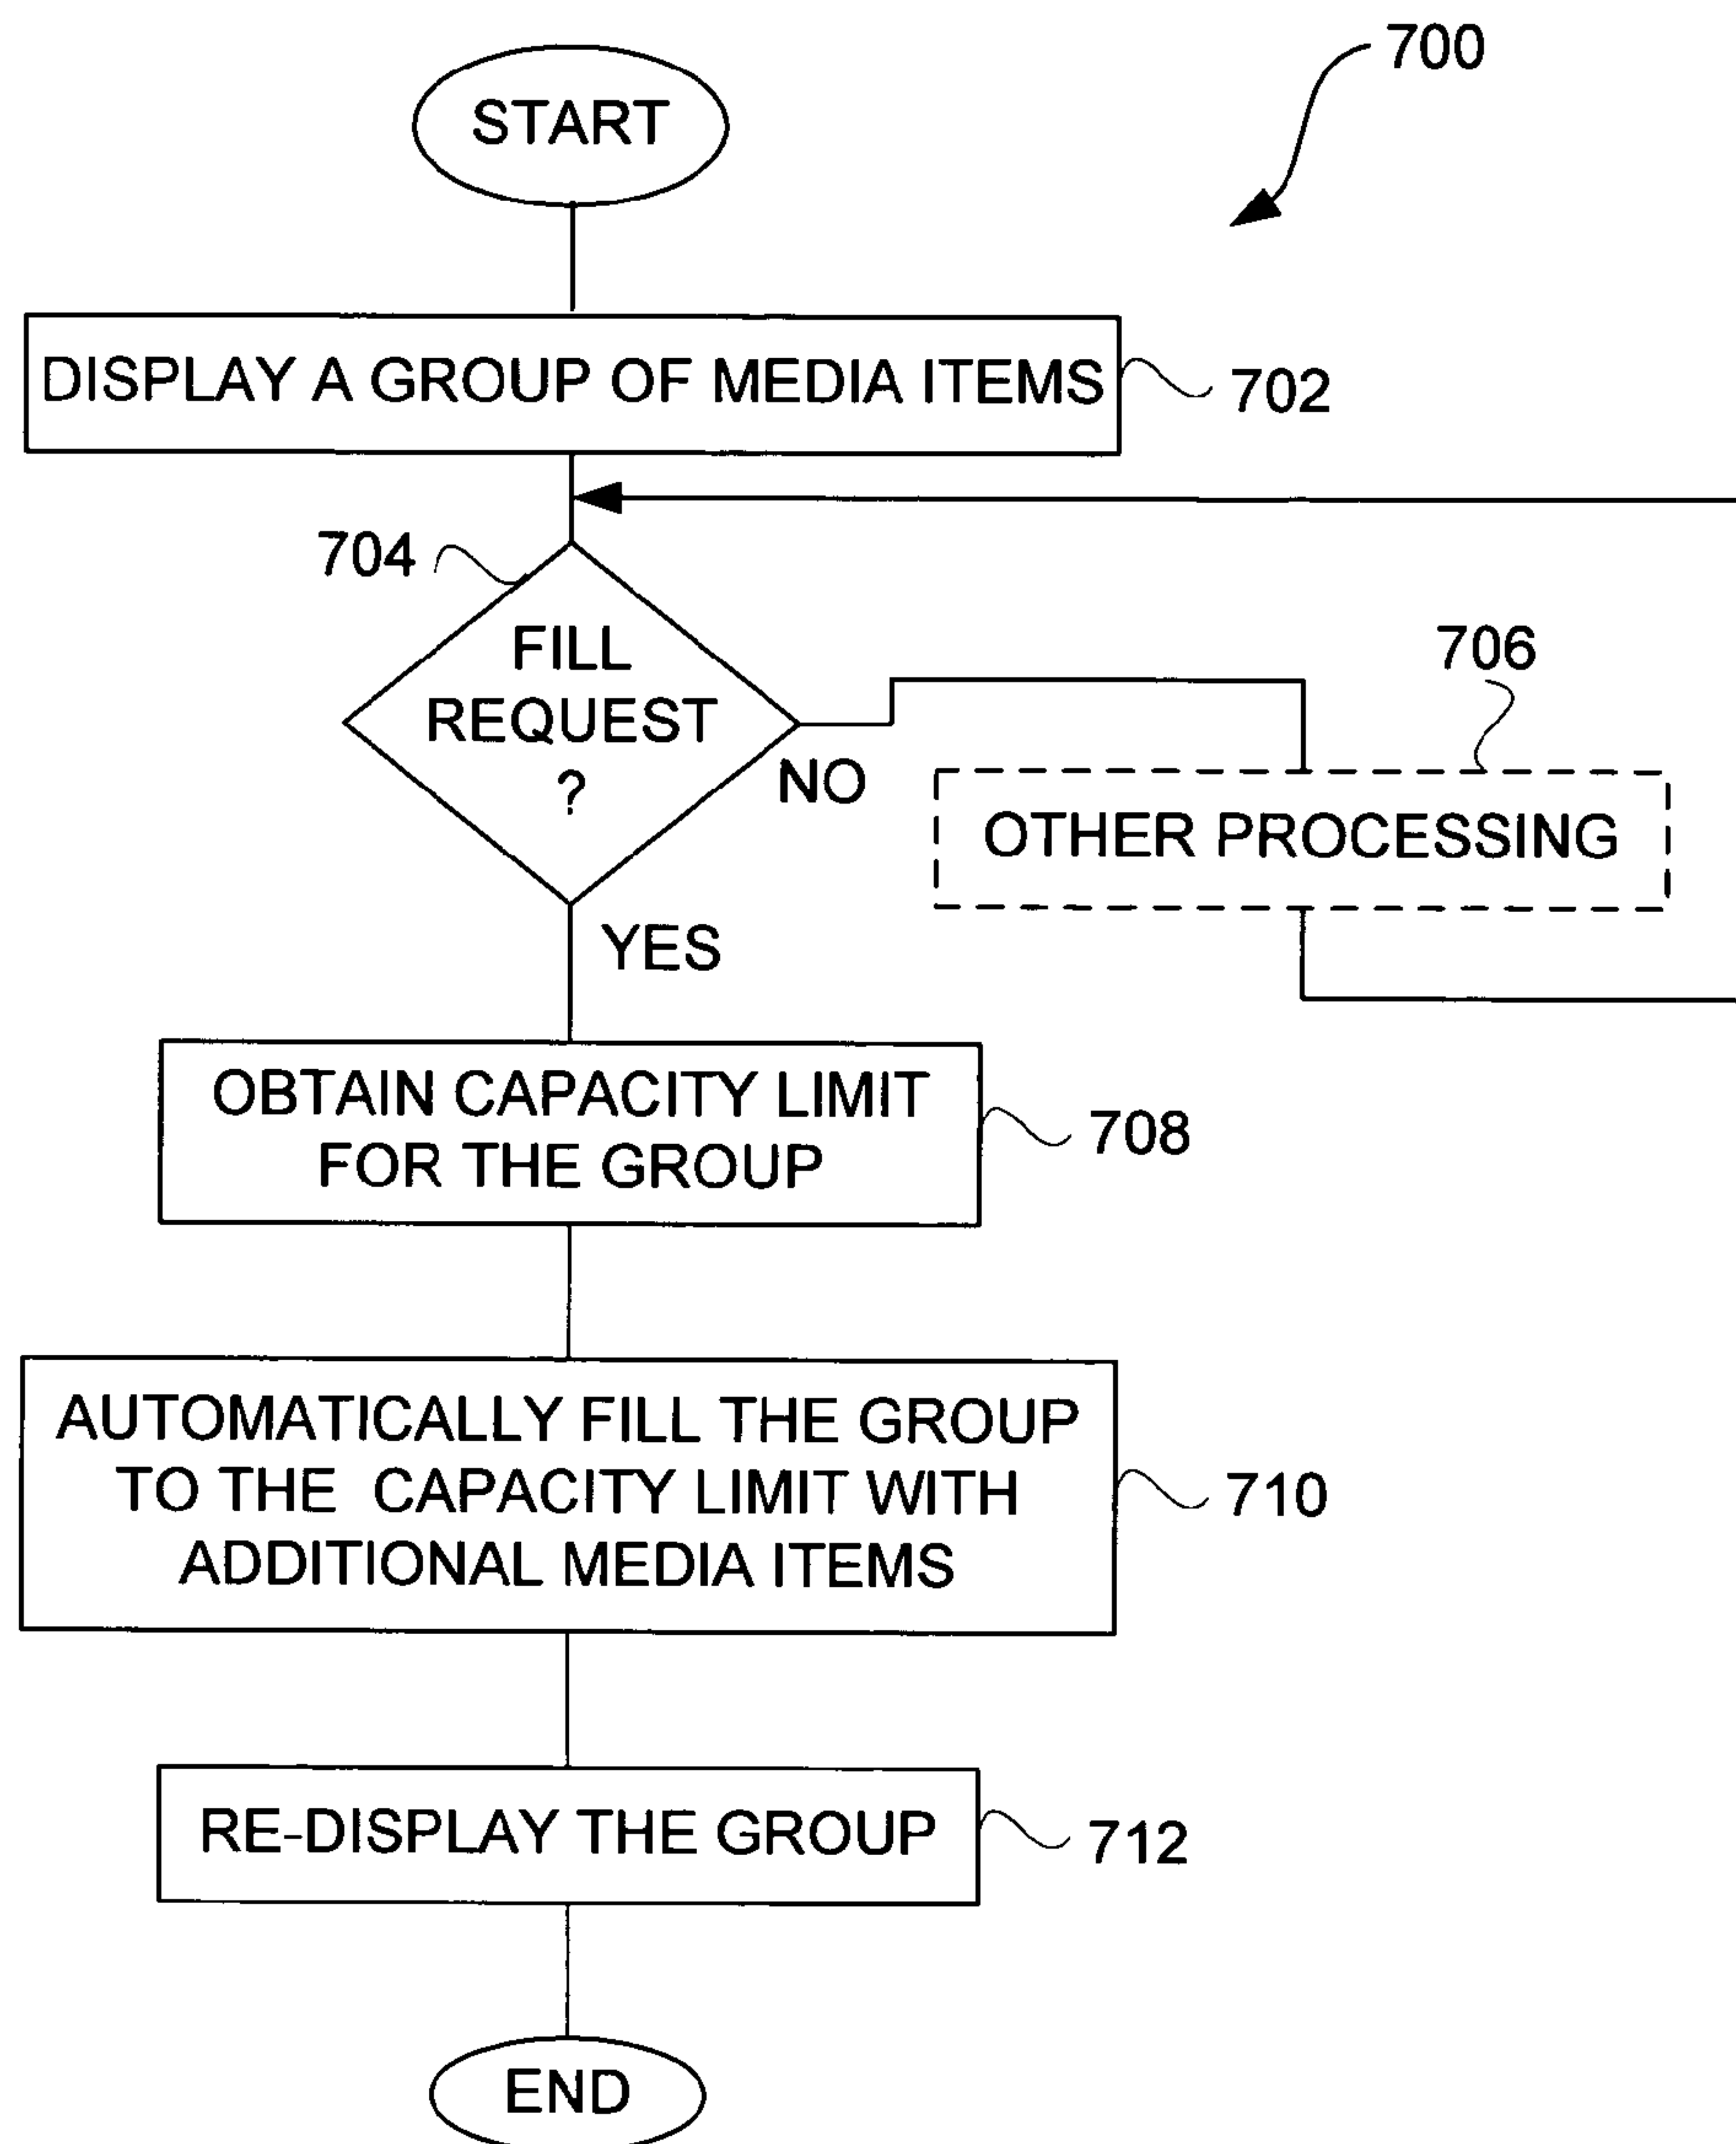 700
START
DISPLAY A GROUP OF MEDIA ITEMS
702
704
FILL
REQUEST
?
NO
706
OTHER PROCESSING
YES
OBTAIN CAPACITY LIMIT
FOR THE GROUP
708
AUTOMATICALLY FILL THE GROUP
TO THE CAPACITY LIMIT WITH
ADDITIONAL MEDIA ITEMS
710
RE-DISPLAY THE GROUP
712
END